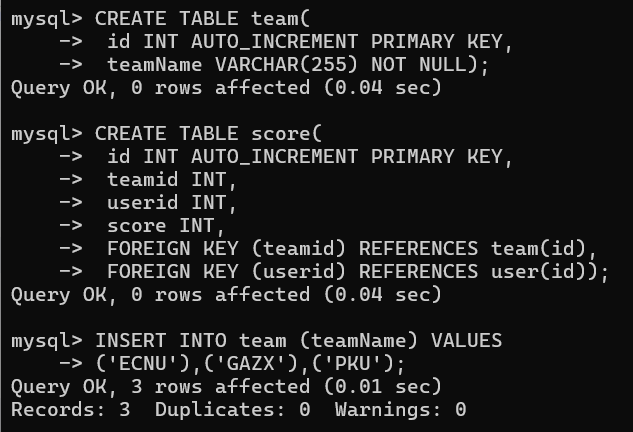 mysql> CREATE TABLE team(
    ->  id INT AUTO_INCREMENT PRIMARY KEY,
    ->  teamName VARCHAR(255) NOT NULL);
Query OK, 0 rows affected (0.04 sec)

mysql> CREATE TABLE score(
    ->  id INT AUTO_INCREMENT PRIMARY KEY,
    ->  teamid INT,
    ->  userid INT,
    ->  score INT,
    ->  FOREIGN KEY (teamid) REFERENCES team(id),
    ->  FOREIGN KEY (userid) REFERENCES user(id));
Query OK, 0 rows affected (0.04 sec)

mysql> INSERT INTO team (teamName) VALUES
    -> ('ECNU'),('GAZX'),('PKU');
Query OK, 3 rows affected (0.01 sec)
Records: 3  Duplicates: 0  Warnings: 0